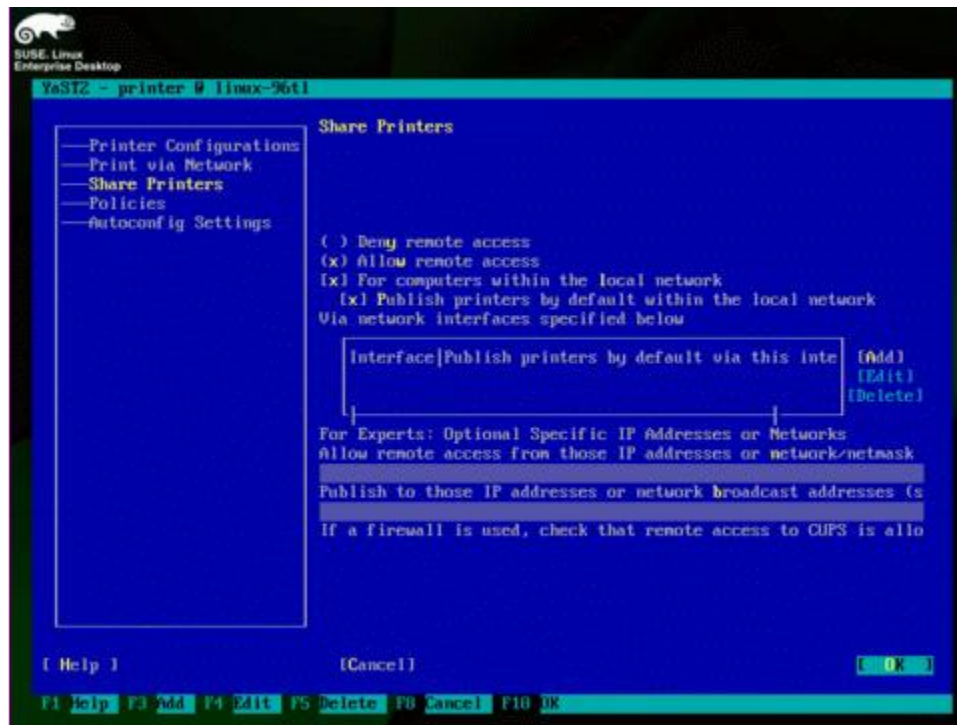 SUSE. Linux
Enterprise Desktop
YaST2 - printer @ linux-96t1
Printer Configurations
Print via Network
Share Printers
Policies
Autoconfig Settings
Share Printers
( ) Deny remote access
(x) Allow remote access
[x] For computers within the local network
[x] Publish printers by default within the local network
Via network interfaces specified below
Interface|Publish printers by default via this inte
[Add]
[Edit]
[Delete]
For Experts: Optional Specific IP Addresses or Networks
Allow remote access from those IP addresses or network/netmask
Publish to those IP addresses or network broadcast addresses (s
If a firewall is used, check that remote access to CUPS is allo
[ Help ] [Cancel] [ OK ]
F1 Help F3 Add F4 Edit F5 Delete F8 Cancel F10 OK